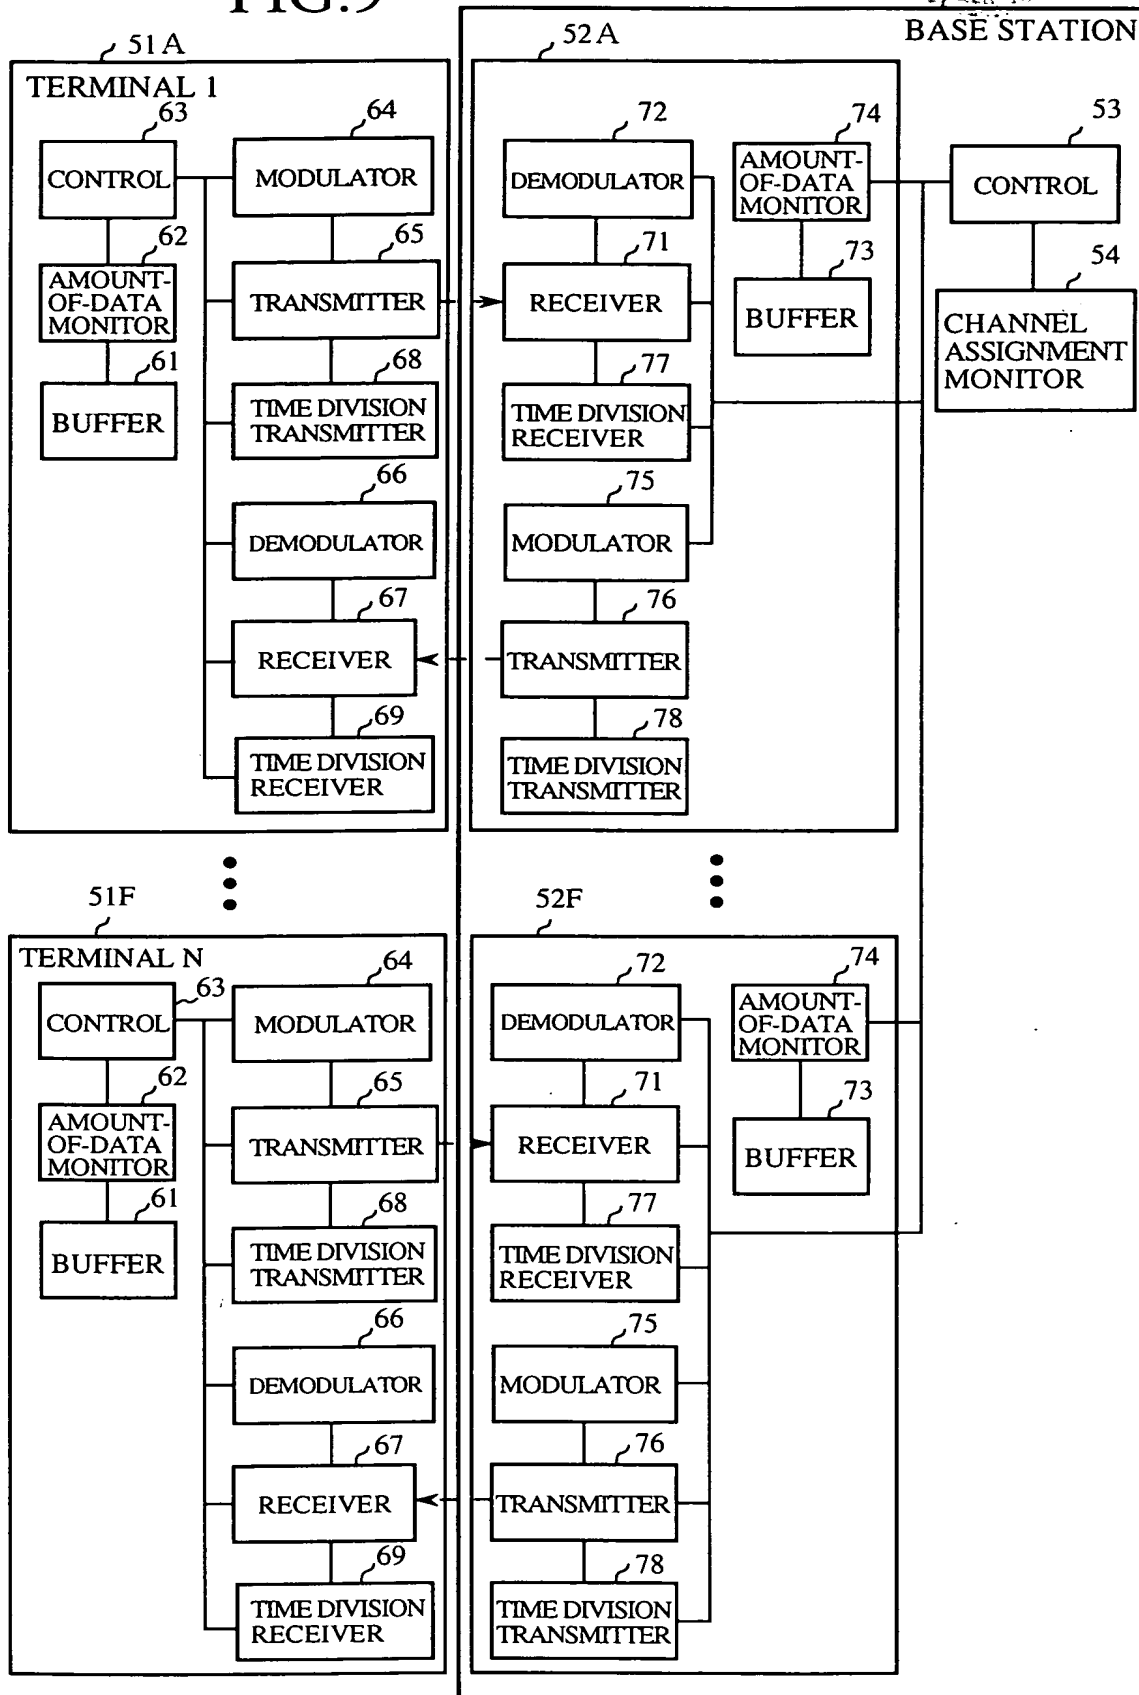 FIG.9
BASE STATION
51A
52A
TERMINAL 1
63
CONTROL
62
AMOUNT-
OF-DATA
MONITOR
61
BUFFER
64
MODULATOR
65
TRANSMITTER
68
TIME DIVISION
TRANSMITTER
66
DEMODULATOR
67
RECEIVER
69
TIME DIVISION
RECEIVER
72
DEMODULATOR
71
RECEIVER
77
TIME DIVISION
RECEIVER
75
MODULATOR
76
TRANSMITTER
78
TIME DIVISION
TRANSMITTER
74
AMOUNT-
OF-DATA
MONITOR
73
BUFFER
53
CONTROL
54
CHANNEL
ASSIGNMENT
MONITOR
51F
52F
TERMINAL N
63
CONTROL
62
AMOUNT-
OF-DATA
MONITOR
61
BUFFER
64
MODULATOR
65
TRANSMITTER
68
TIME DIVISION
TRANSMITTER
66
DEMODULATOR
67
RECEIVER
69
TIME DIVISION
RECEIVER
72
DEMODULATOR
71
RECEIVER
77
TIME DIVISION
RECEIVER
75
MODULATOR
76
TRANSMITTER
78
TIME DIVISION
TRANSMITTER
74
AMOUNT-
OF-DATA
MONITOR
73
BUFFER